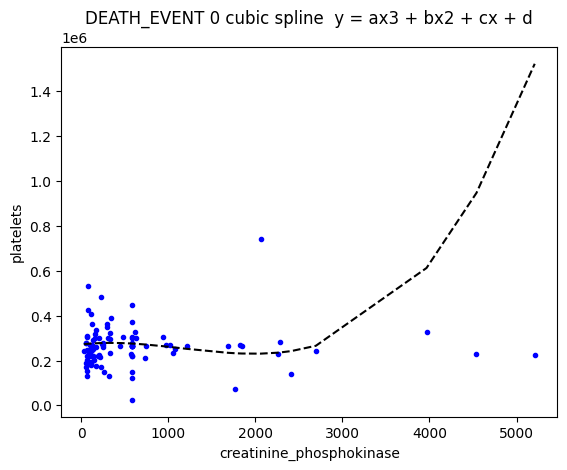 DEATH_EVENT 0 cubic spline  y = ax3 + bx2 + cx + d
1e6
1.4
1.2
1.0
0.8
0.6
0.4
0.2
0.0
platelets
0 1000 2000 3000 4000 5000
creatinine_phosphokinase